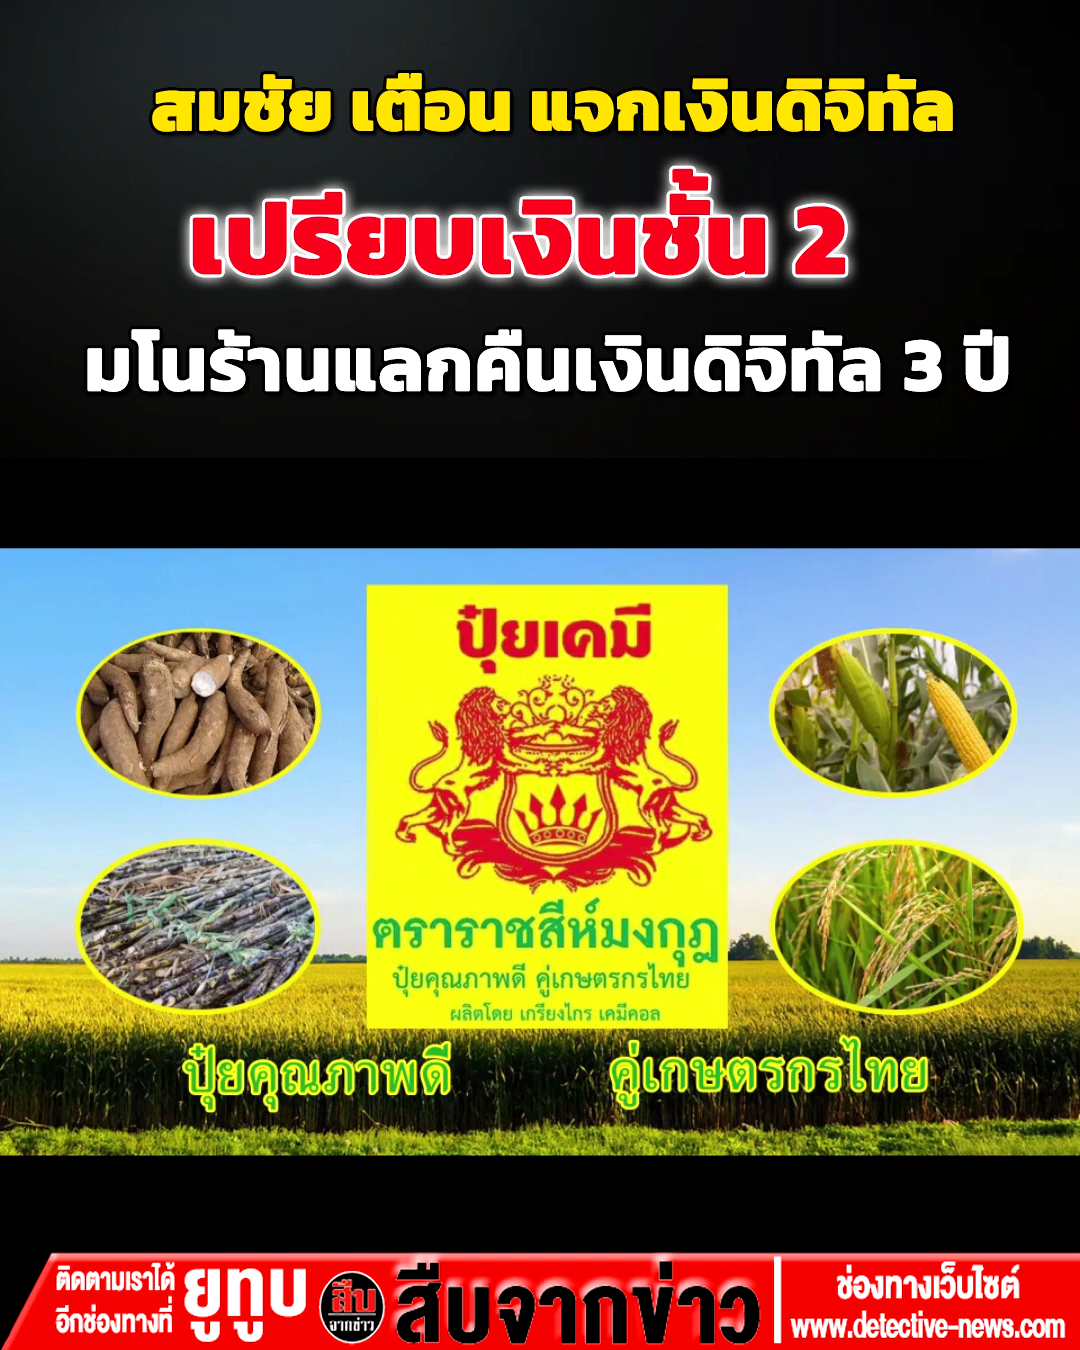 สมชัย เตือน แจกเงินดิจิทัล
เปรียบเงินชั้น 2
มโนร้านแลกคืนเงินดิจิทัล 3 ปี
ปุ๋ยเคมี
ตราราชสีห์มงกุฎ
ปุ๋ยคุณภาพดี คู่เกษตรกรไทย
ผลิตโดย เกรียงไกร เคมีคอล
ปุ๋ยคุณภาพดี คู่เกษตรกรไทย
ติดตามเราได้
อีกช่องทางที่
ยูทูบ
สืบ
จากข่าว
สืบจากข่าว
ช่องทางเว็บไซต์
www.detective-news.com